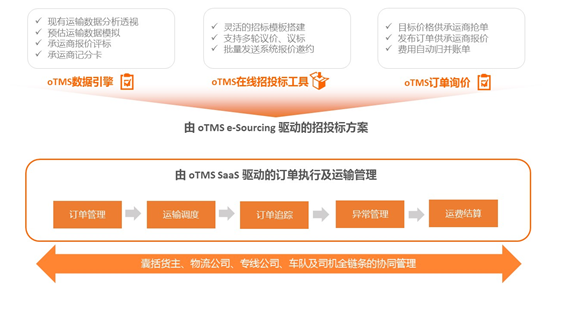 现有运输数据分析透视
预估运输数据模拟
承运商报价评标
承运商记分卡
oTMS数据引擎
灵活的招标模板搭建
支持多轮议价、议标
批量发送系统报价邀约
oTMS在线招投标工具
目标价格供承运商抢单
发布订单供承运商报价
费用自动归并账单
oTMS订单询价
由 oTMS e-Sourcing 驱动的招投标方案
由 oTMS SaaS 驱动的订单执行及运输管理
订单管理
运输调度
订单追踪
异常管理
运费结算
囊括货主、物流公司、专线公司、车队及司机全链条的协同管理